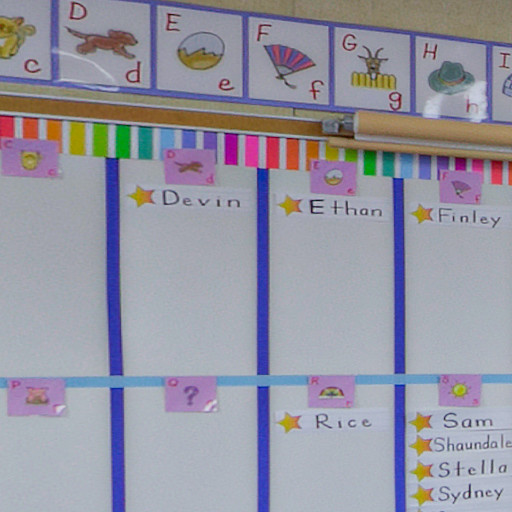 c
D d
E e
F f
G g
H h
I
C c
D d
E e
F f
Devin
Ethan
Finley
P
Q ?
R r
S s
Rice
Sam
Shaundale
Stella
Sydney